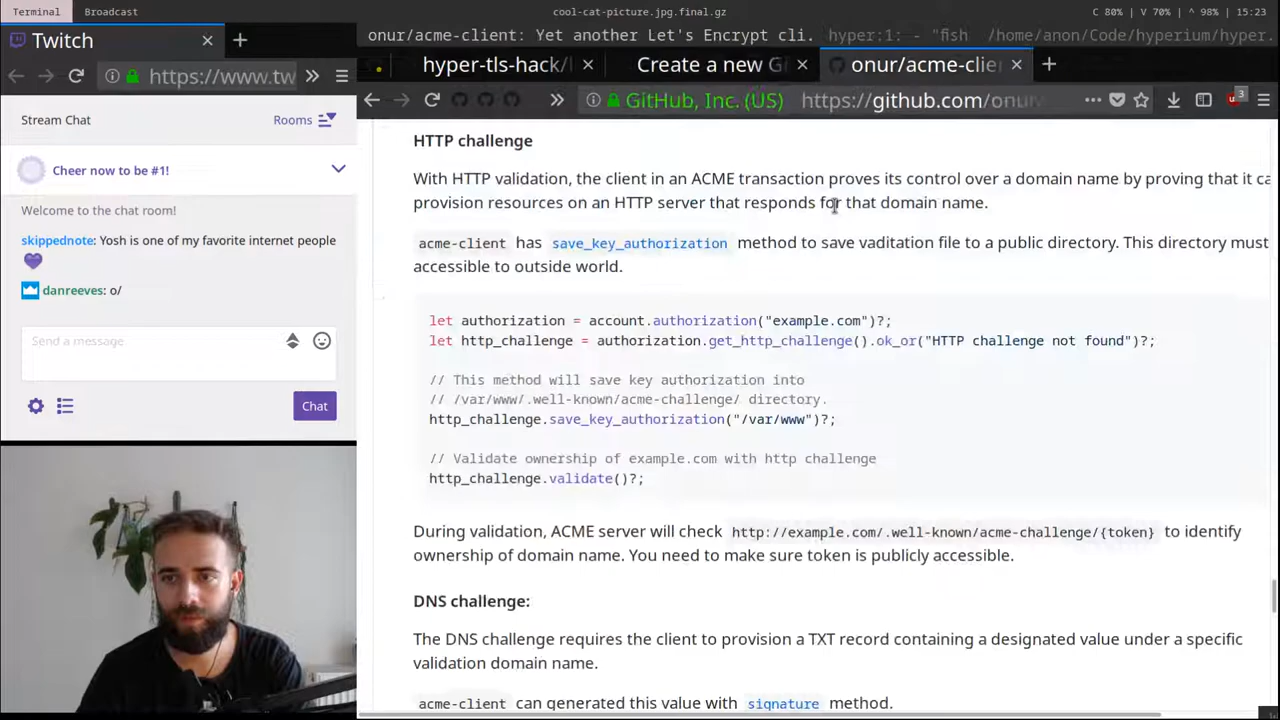 Terminal
Broadcast
cool-cat-picture.jpg.final.gz
C 80% | V 70% | ^ 98% | 15:23
Twitch
https://www.tw
Stream Chat
Rooms
Cheer now to be #1!
Welcome to the chat room!
skippednote: Yosh is one of my favorite internet people
danreeves: o/
Send a message
Chat
onur/acme-client: Yet another Let's Encrypt cli.
hyper:1: - "fish
/home/anon/Code/hyperium/hyper.
hyper-tls-hack/
Create a new Gi
onur/acme-clie
GitHub, Inc. (US)
https://github.com/onur
3
HTTP challenge
With HTTP validation, the client in an ACME transaction proves its control over a domain name by proving that it ca
provision resources on an HTTP server that responds for that domain name.
acme-client has save_key_authorization method to save vaditation file to a public directory. This directory must
accessible to outside world.
let authorization = account.authorization("example.com")?;
let http_challenge = authorization.get_http_challenge().ok_or("HTTP challenge not found")?;
// This method will save key authorization into
// /var/www/.well-known/acme-challenge/ directory.
http_challenge.save_key_authorization("/var/www")?;
// Validate ownership of example.com with http challenge
http_challenge.validate()?;
During validation, ACME server will check http://example.com/.well-known/acme-challenge/{token} to identify
ownership of domain name. You need to make sure token is publicly accessible.
DNS challenge:
The DNS challenge requires the client to provision a TXT record containing a designated value under a specific
validation domain name.
acme-client can generated this value with signature method.